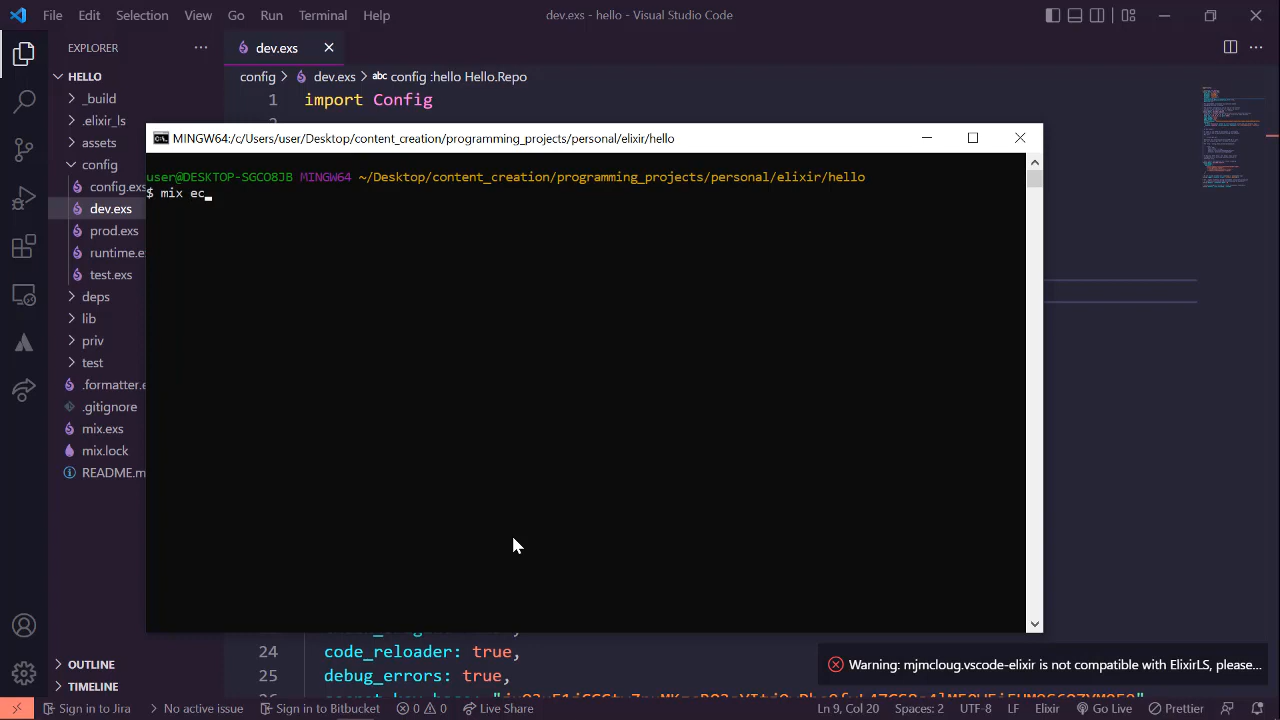 File Edit Selection View Go Run Terminal Help
dev.exs - hello - Visual Studio Code
EXPLORER
dev.exs
HELLO
config > dev.exs > abc config :hello Hello.Repo
_build
1 import Config
.elixir_ls
assets
config
config.exs
dev.exs
prod.exs
runtime.e
test.exs
deps
lib
priv
test
.formatter.e
.gitignore
mix.exs
mix.lock
README.m
MINGW64:/c/Users/user/Desktop/content_creation/programming_projects/personal/elixir/hello
user@DESKTOP-SGCO8JB MINGW64 ~/Desktop/content_creation/programming_projects/personal/elixir/hello
$ mix ec
24 code_reloader: true,
25 debug_errors: true,
26
OUTLINE
TIMELINE
Warning: mjmcloug.vscode-elixir is not compatible with ElixirLS, please...
Sign in to Jira No active issue Sign in to Bitbucket 0 0 Live Share Ln 9, Col 20 Spaces: 2 UTF-8 LF Elixir Go Live Prettier